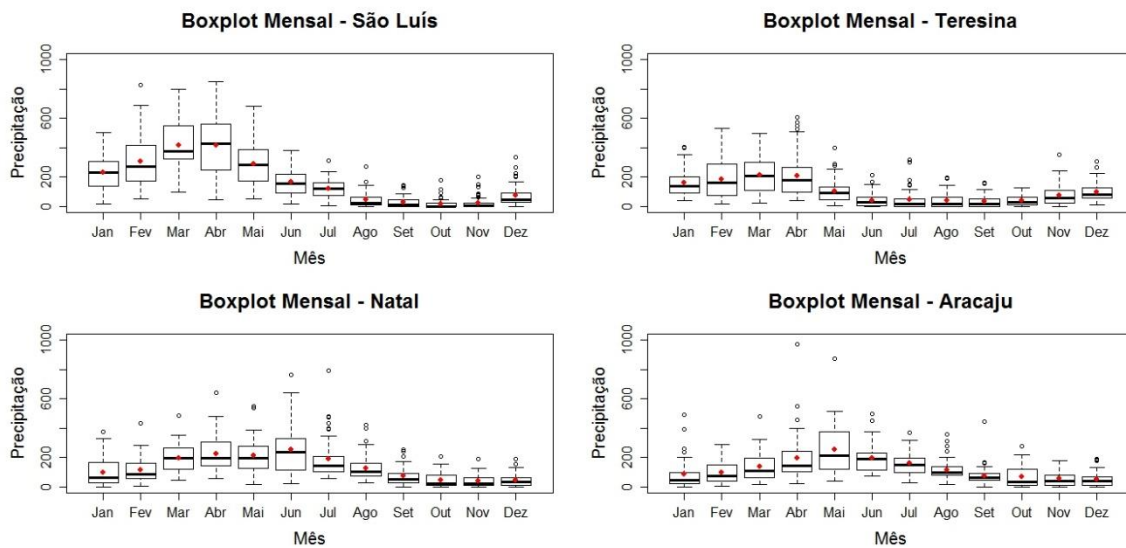 Boxplot Mensal - São Luís
Precipitação
1000
600
200
0
Jan Fev Mar Abr Mai Jun Jul Ago Set Out Nov Dez
Mês
Boxplot Mensal - Teresina
Precipitação
1000
600
200
0
Jan Fev Mar Abr Mai Jun Jul Ago Set Out Nov Dez
Mês
Boxplot Mensal - Natal
Precipitação
1000
600
200
0
Jan Fev Mar Abr Mai Jun Jul Ago Set Out Nov Dez
Mês
Boxplot Mensal - Aracaju
Precipitação
1000
600
200
0
Jan Fev Mar Abr Mai Jun Jul Ago Set Out Nov Dez
Mês